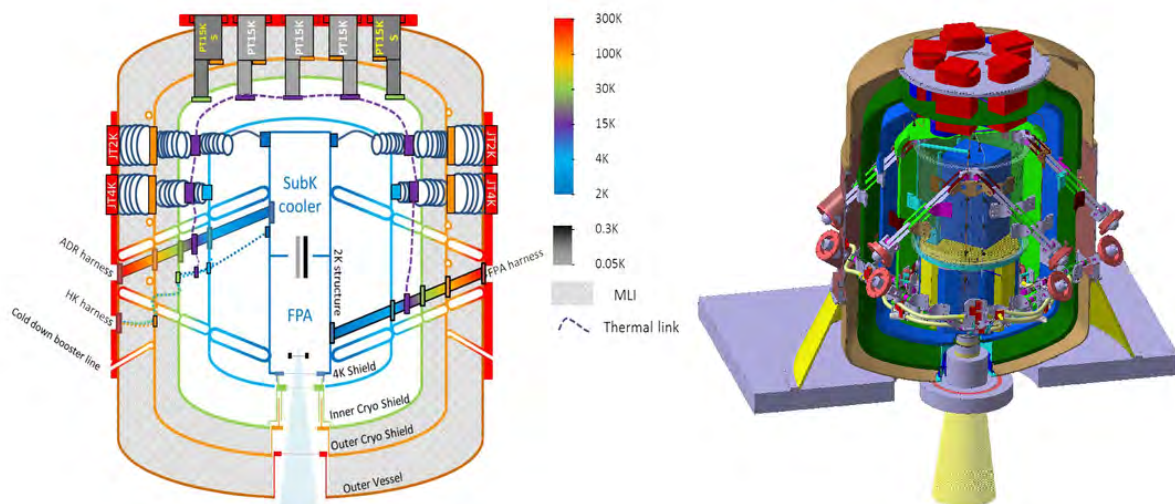 PT15K S
PT15K
PT15K
PT15K
PT15K S
JT2K
JT2K
JT4K
JT4K
SubK
cooler
2K structure
FPA
ADR harness
HK harness
Cold down booster line
FPA harness
4K Shield
Inner Cryo Shield
Outer Cryo Shield
Outer Vessel
300K
100K
30K
15K
4K
2K
0.3K
0.05K
MLI
Thermal link